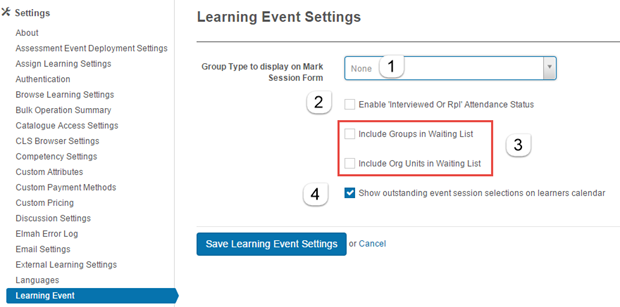 Settings
About
Assessment Event Deployment Settings
Assign Learning Settings
Authentication
Browse Learning Settings
Bulk Operation Summary
Catalogue Access Settings
CLS Browser Settings
Competency Settings
Custom Attributes
Custom Payment Methods
Custom Pricing
Discussion Settings
Elmah Error Log
Email Settings
External Learning Settings
Languages
Learning Event
Learning Event Settings
Group Type to display on Mark
Session Form
None
1
2
Enable 'Interviewed Or Rpl' Attendance Status
Include Groups in Waiting List
3
Include Org Units in Waiting List
4
Show outstanding event session selections on learners calendar
Save Learning Event Settings or Cancel